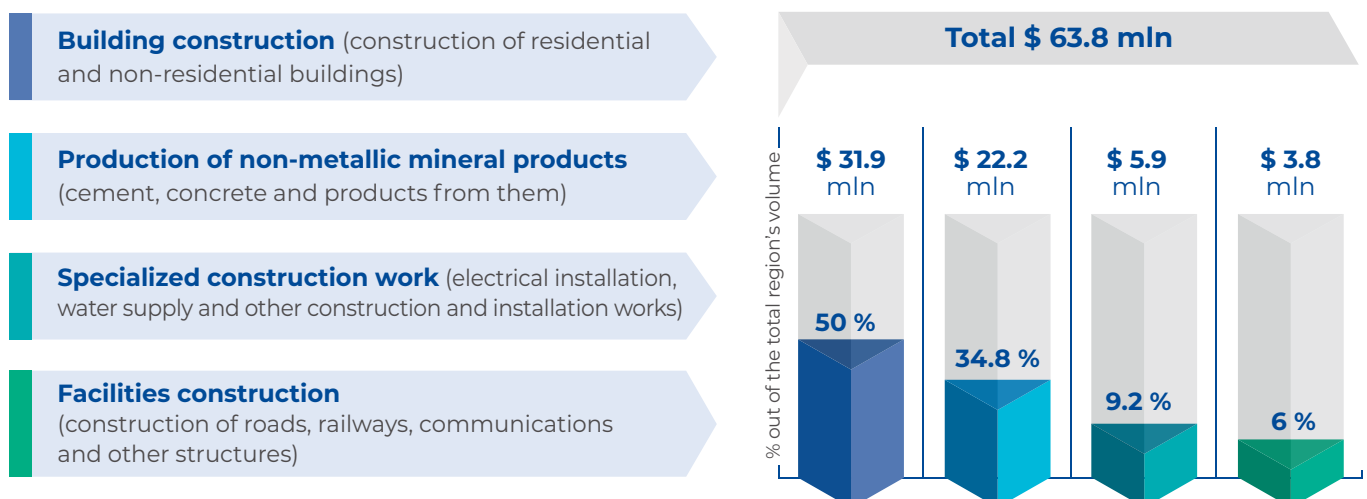 Building construction (construction of residential
and non-residential buildings)
Production of non-metallic mineral products
(cement, concrete and products from them)
Specialized construction work (electrical installation,
water supply and other construction and installation works)
Facilities construction
(construction of roads, railways, communications
and other structures)
Total $ 63.8 mln
% out of the total region's volume
$ 31.9
mln
$ 22.2
mln
$ 5.9
mln
$ 3.8
mln
50 %
34.8 %
9.2 %
6 %